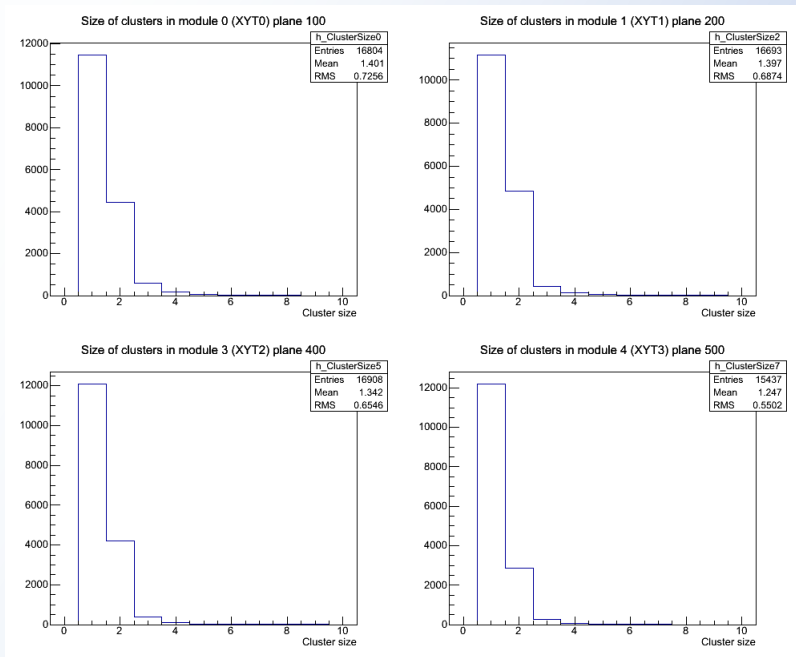 Size of clusters in module 0 (XYT0) plane 100
h_ClusterSize0
Entries 16804
Mean 1.401
RMS 0.7256
12000
10000
8000
6000
4000
2000
0
0 2 4 6 8 10
Cluster size
Size of clusters in module 1 (XYT1) plane 200
h_ClusterSize2
Entries 16693
Mean 1.397
RMS 0.6874
10000
8000
6000
4000
2000
0
0 2 4 6 8 10
Cluster size
Size of clusters in module 3 (XYT2) plane 400
h_ClusterSize5
Entries 16908
Mean 1.342
RMS 0.6546
12000
10000
8000
6000
4000
2000
0
0 2 4 6 8 10
Cluster size
Size of clusters in module 4 (XYT3) plane 500
h_ClusterSize7
Entries 15437
Mean 1.247
RMS 0.5502
12000
10000
8000
6000
4000
2000
0
0 2 4 6 8 10
Cluster size